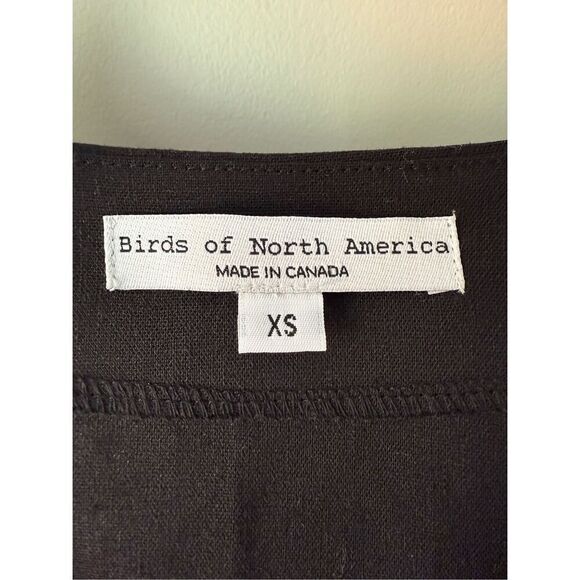 Birds of North America
MADE IN CANADA
XS